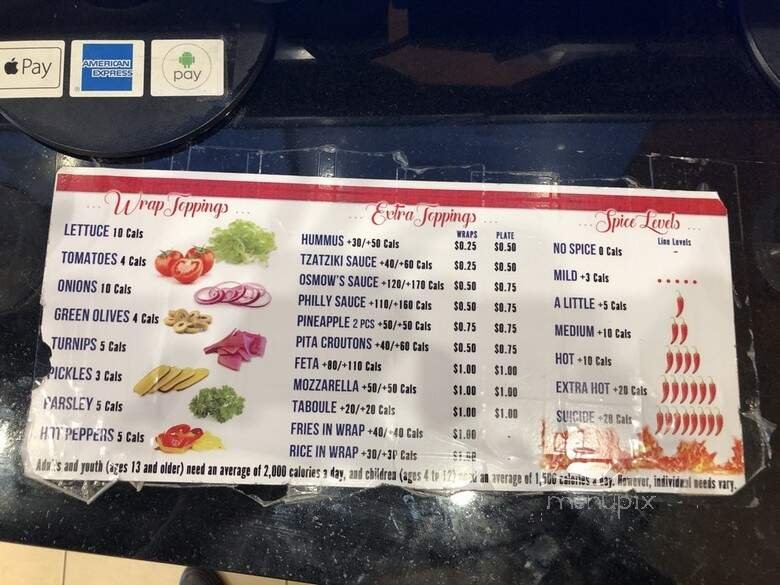 Pay
AMERICAN EXPRESS
pay
Wrap Toppings
LETTUCE 10 Cals
TOMATOES 4 Cals
ONIONS 10 Cals
GREEN OLIVES 4 Cals
TURNIPS 5 Cals
PICKLES 3 Cals
PARSLEY 5 Cals
HOT PEPPERS 5 Cals
Extra Toppings
WRAPS PLATE
HUMMUS +30/+50 Cals $0.25 $0.50
TZATZIKI SAUCE +40/+60 Cals $0.25 $0.50
OSMOW'S SAUCE +120/+170 Cals $0.50 $0.75
PHILLY SAUCE +110/+160 Cals $0.50 $0.75
PINEAPPLE 2 PCS +50/+50 Cals $0.75 $0.75
PITA CROUTONS +40/+60 Cals $0.50 $0.75
FETA +80/+110 Cals $1.00 $1.00
MOZZARELLA +50/+50 Cals $1.00 $1.00
TABOULE +20/+20 Cals $1.00 $1.00
FRIES IN WRAP +40/+40 Cals $1.00 -
RICE IN WRAP +30/+30 Cals
Spice Levels
Line Levels
NO SPICE 0 Cals -
MILD +3 Cals
A LITTLE +5 Cals
MEDIUM +10 Cals
HOT +10 Cals
EXTRA HOT +20 Cals
SUICIDE +20 Cals
Adults and youth (ages 13 and older) need an average of 2,000 calories a day, and children (ages 4 to 12) need an average of 1,500 calories a day. However, individual needs vary.
menupix